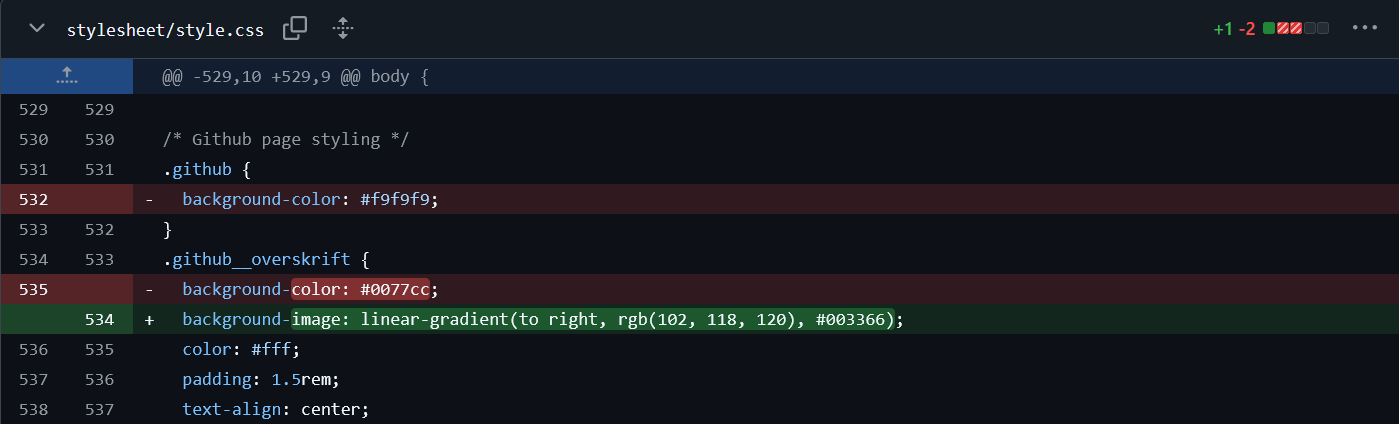 stylesheet/style.css +1 -2
@@ -529,10 +529,9 @@ body {
529 529
530 530 /* Github page styling */
531 531 .github {
532 - background-color: #f9f9f9;
533 532 }
534 533 .github__overskrift {
535 - background-color: #0077cc;
534 + background-image: linear-gradient(to right, rgb(102, 118, 120), #003366);
536 535 color: #fff;
537 536 padding: 1.5rem;
538 537 text-align: center;